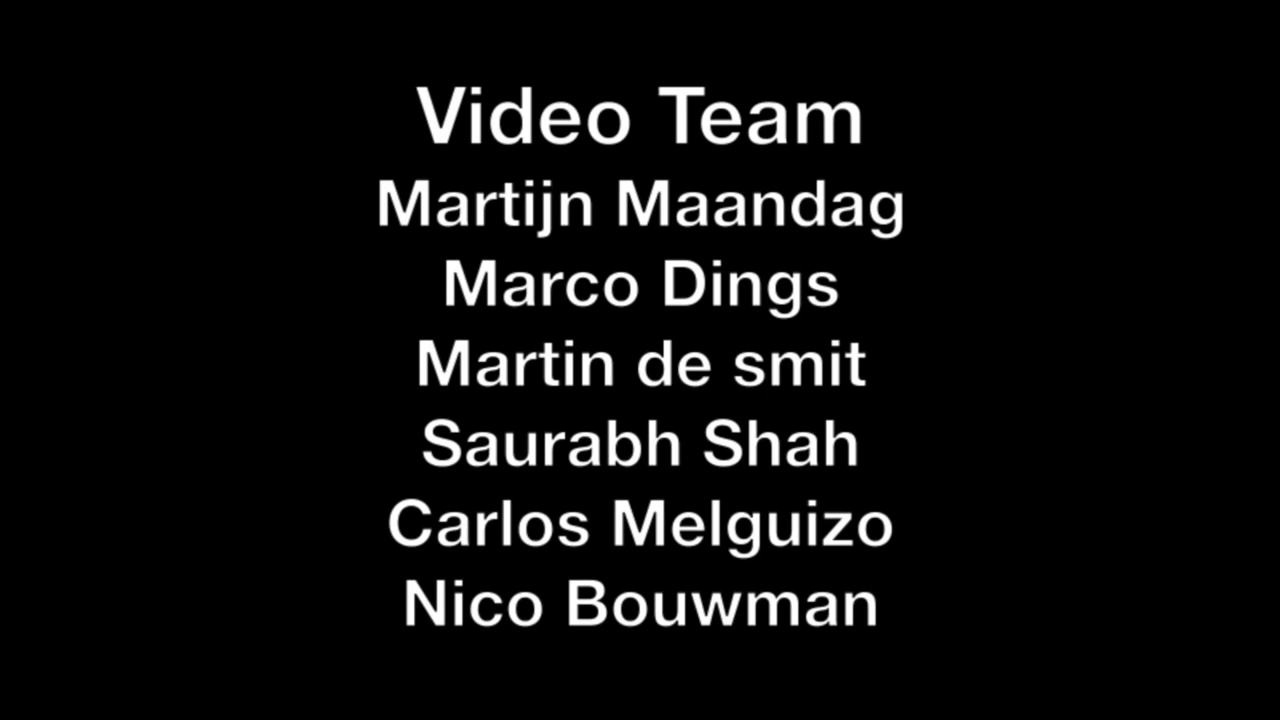 Video Team
Martijn Maandag
Marco Dings
Martin de smit
Saurabh Shah
Carlos Melguizo
Nico Bouwman